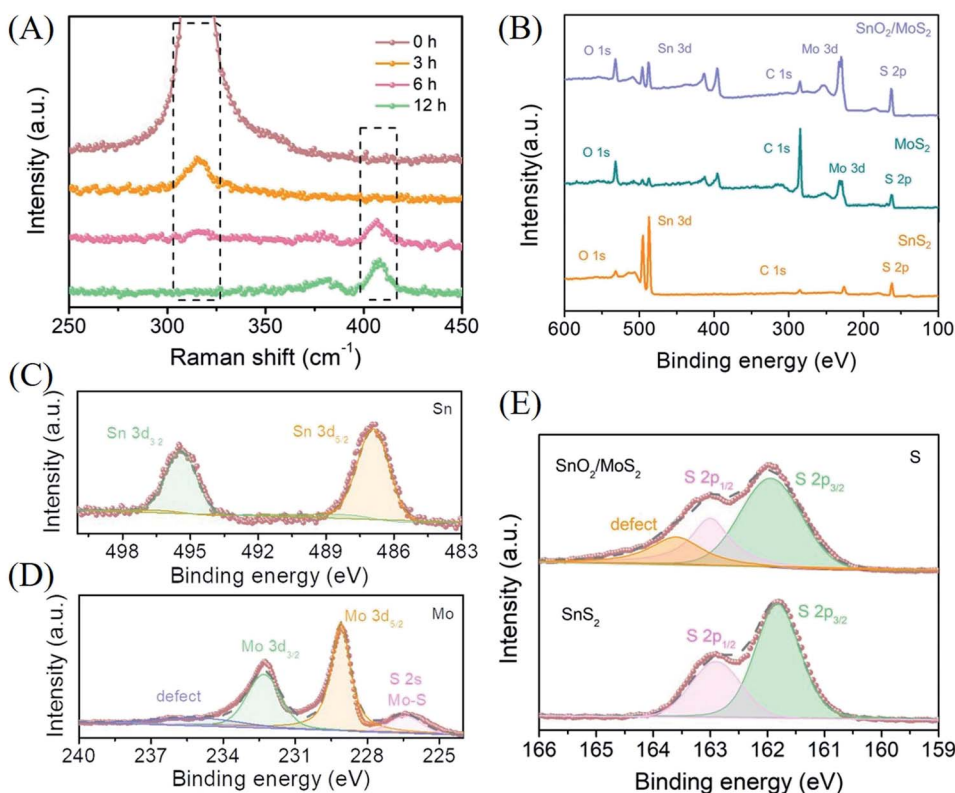 (A)
0 h
3 h
6 h
12 h
Intensity (a.u.)
250 300 350 400 450
Raman shift (cm⁻¹)
(B)
SnO₂/MoS₂
O 1s
Sn 3d
C 1s
Mo 3d
S 2p
MoS₂
O 1s
C 1s
Mo 3d
S 2p
SnS₂
O 1s
Sn 3d
C 1s
S 2p
Intensity(a.u.)
600 500 400 300 200 100
Binding energy (eV)
(C)
Sn
Sn 3d₃.₂
Sn 3d₅.₂
Intensity (a.u.)
498 495 492 489 486 483
Binding energy (eV)
(D)
Mo
Mo 3d₅.₂
Mo 3d₃.₂
S 2s
Mo-S
defect
Intensity (a.u.)
240 237 234 231 228 225
Binding energy (eV)
(E)
S
SnO₂/MoS₂
S 2p₁/₂
S 2p₃/₂
defect
SnS₂
S 2p₁/₂
S 2p₃/₂
Intensity (a.u.)
166 165 164 163 162 161 160 159
Binding energy (eV)